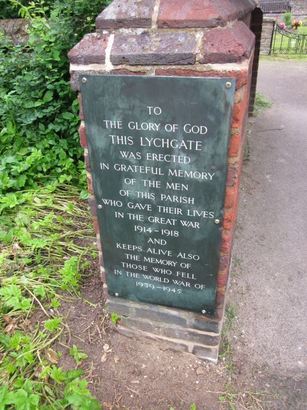 TO
THE GLORY OF GOD
THIS LYCHGATE
WAS ERECTED
IN GRATEFUL MEMORY
OF THE MEN
OF THIS PARISH
WHO GAVE THEIR LIVES
IN THE GREAT WAR
1914-1918
AND
KEEPS ALIVE ALSO
THE MEMORY OF
THOSE WHO FELL
IN THE WORLD WAR OF
1939-1945